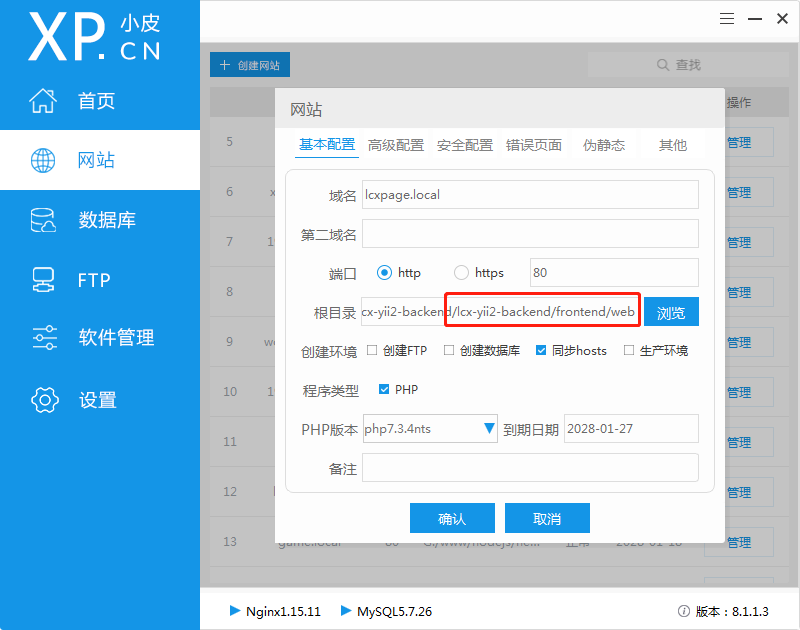 XP.CN 小皮
首页
网站
数据库
FTP
软件管理
设置
创建网站
查找
操作
5 管理
6 x 管理
7 1 管理
8 管理
9 we 管理
10 1 管理
11 管理
12 管理
13 管理
网站
基本配置 高级配置 安全配置 错误页面 伪静态 其他
域名 lcxpage.local
第二域名
端口 http https 80
根目录 cx-yii2-backend/lcx-yii2-backend/frontend/web 浏览
创建环境 创建FTP 创建数据库 同步hosts 生产环境
程序类型 PHP
PHP版本 php7.3.4nts 到期日期 2028-01-27
备注
确认 取消
Nginx1.15.11 MySQL5.7.26 版本：8.1.1.3